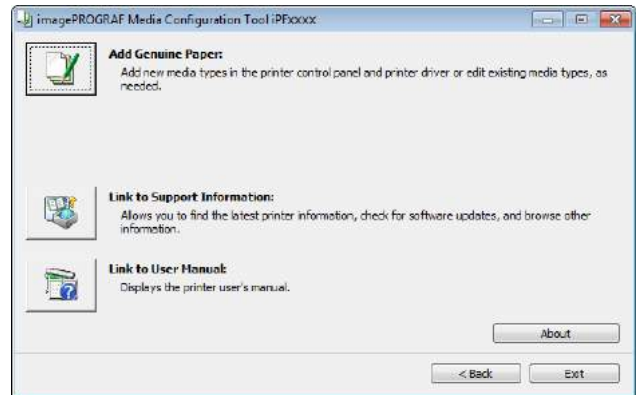 imagePROGRAF Media Configuration Tool iPFxxxx
Add Genuine Paper:
Add new media types in the printer control panel and printer driver or edit existing media types, as
needed.
Link to Support Information:
Allows you to find the latest printer information, check for software updates, and browse other
information.
Link to User Manual:
Displays the printer user's manual.
About
< Back
Exit